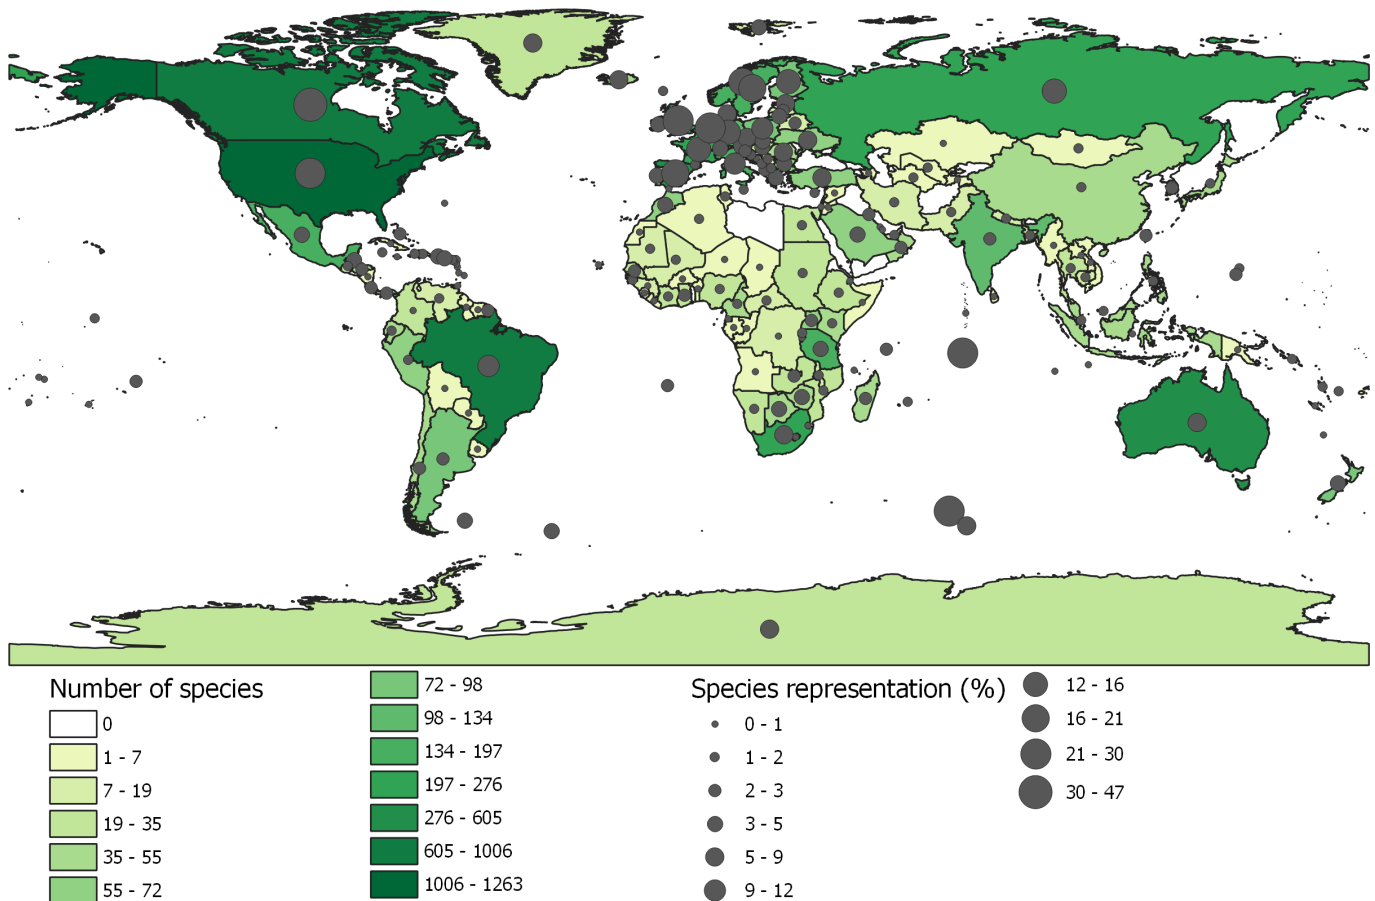 Number of species
0
1 - 7
7 - 19
19 - 35
35 - 55
55 - 72
72 - 98
98 - 134
134 - 197
197 - 276
276 - 605
605 - 1006
1006 - 1263
Species representation (%)
0 - 1
1 - 2
2 - 3
3 - 5
5 - 9
9 - 12
12 - 16
16 - 21
21 - 30
30 - 47